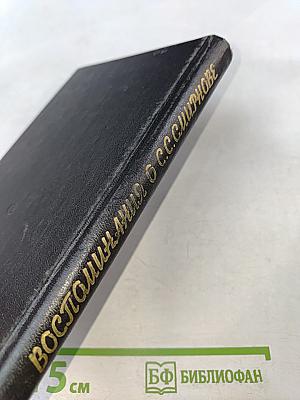 ВОСПОМИНАНИЯ О С.С.СМИРНОВЕ
5 см
БФ БИБЛИОФАН